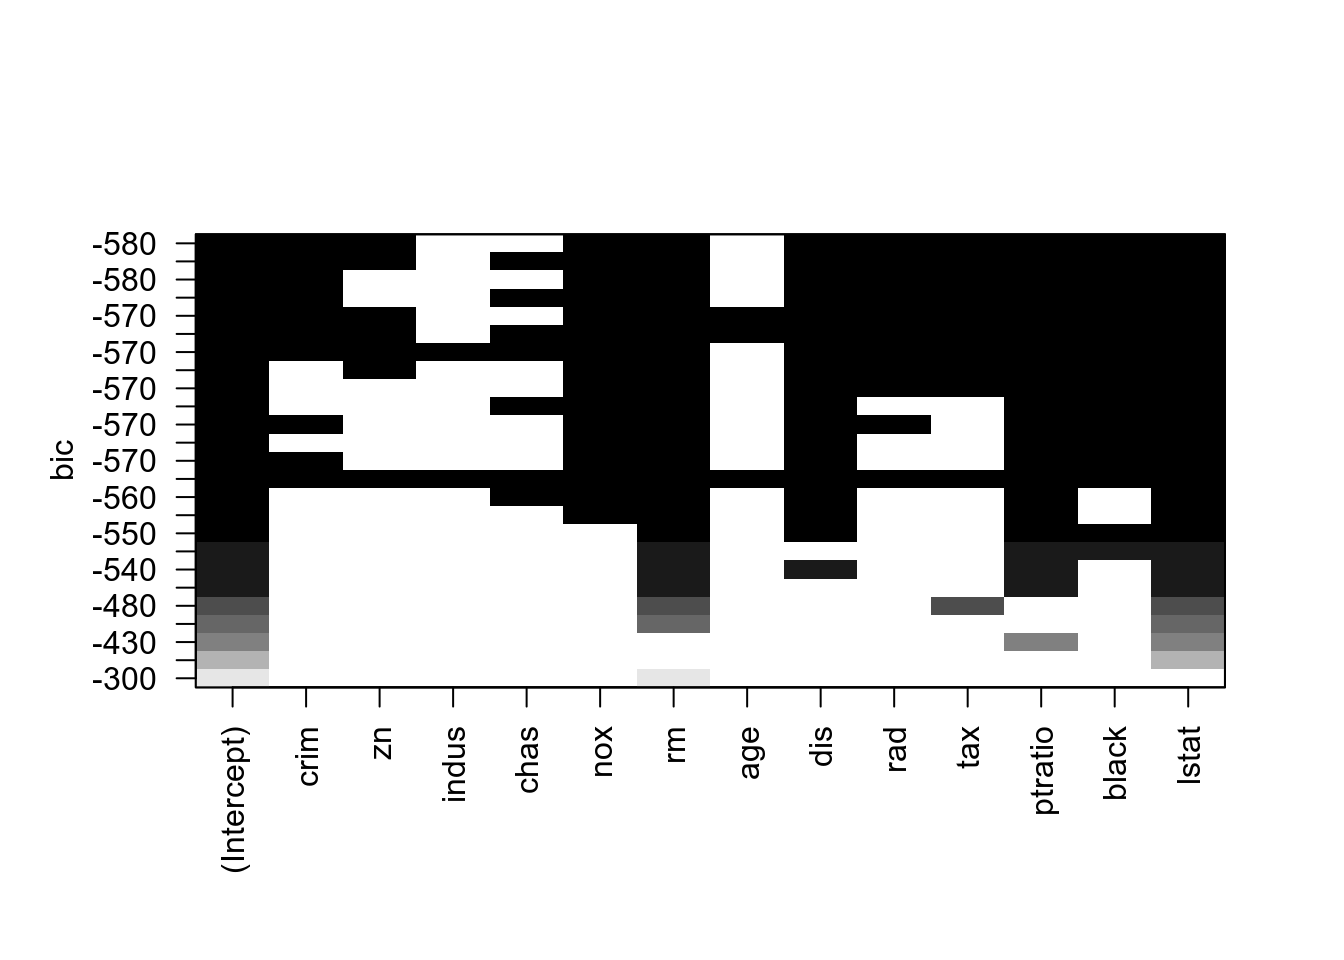 bic
-580
-580
-570
-570
-570
-570
-570
-560
-550
-540
-480
-430
-300
(Intercept)
crim
zn
indus
chas
nox
rm
age
dis
rad
tax
ptratio
black
lstat